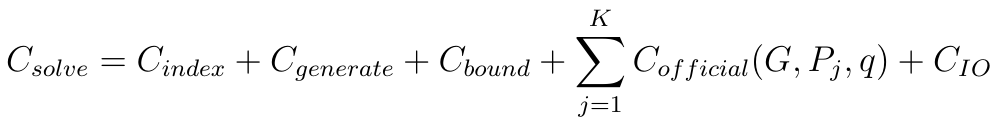 C_{solve} = C_{index} + C_{generate} + C_{bound} + \sum_{j=1}^{K} C_{official}(G, P_j, q) + C_{IO}